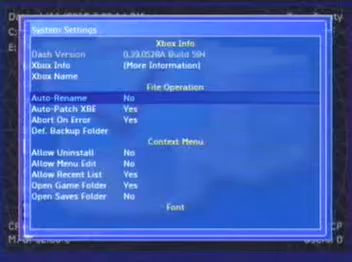 System Settings
Xbox Info
Dash Version 0.39.0528A Build 584
Xbox Info (More Information)
Xbox Name
File Operation
Auto-Rename No
Auto-Patch XBE Yes
Abort On Error Yes
Def. Backup Folder
Context Menu
Allow Uninstall No
Allow Menu Edit No
Allow Recent List Yes
Open Game Folder Yes
Open Saves Folder No
Font